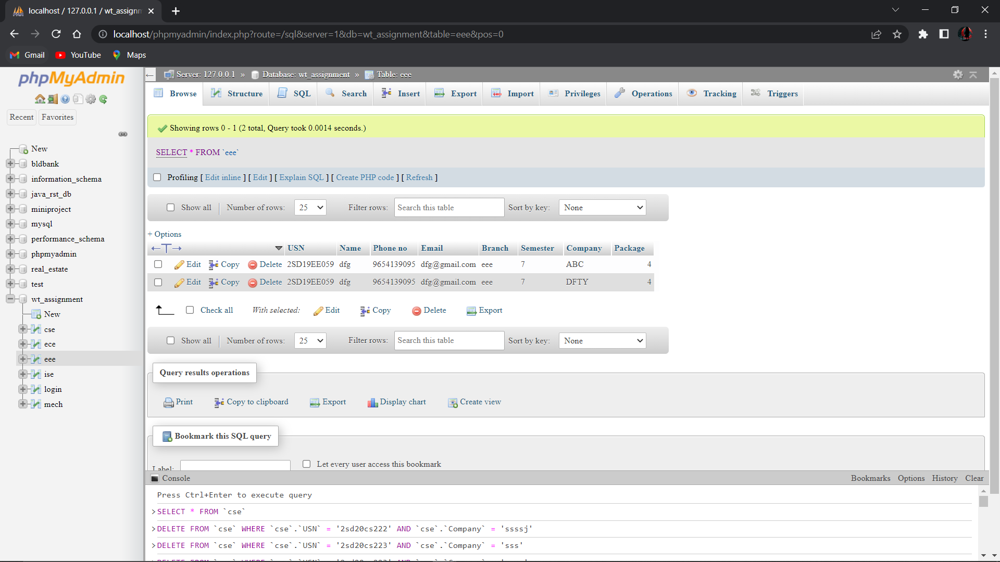 localhost / 127.0.0.1 / wt_assignm
localhost/phpmyadmin/index.php?route=/sql&server=1&db=wt_assignment&table=eee&pos=0
Gmail YouTube Maps
phpMyAdmin
Recent Favorites
New
bldbank
information_schema
java_rst_db
miniproject
mysql
performance_schema
phpmyadmin
real_estate
test
wt_assignment
New
cse
ece
eee
ise
login
mech
Server: 127.0.0.1 » Database: wt_assignment » Table: eee
Browse Structure SQL Search Insert Export Import Privileges Operations Tracking Triggers
Showing rows 0 - 1 (2 total, Query took 0.0014 seconds.)
SELECT * FROM `eee`
Profiling [ Edit inline ] [ Edit ] [ Explain SQL ] [ Create PHP code ] [ Refresh ]
Show all Number of rows: 25 Filter rows: Search this table Sort by key: None
+ Options
USN Name Phone no Email Branch Semester Company Package
Edit Copy Delete 2SD19EE059 dfg 9654139095 dfg@gmail.com eee 7 ABC 4
Edit Copy Delete 2SD19EE059 dfg 9654139095 dfg@gmail.com eee 7 DFTY 4
Check all With selected: Edit Copy Delete Export
Show all Number of rows: 25 Filter rows: Search this table Sort by key: None
Query results operations
Print Copy to clipboard Export Display chart Create view
Bookmark this SQL query
Label: Let every user access this bookmark
Console Bookmarks Options History Clear
Press Ctrl+Enter to execute query
>SELECT * FROM `cse`
>DELETE FROM `cse` WHERE `cse`.`USN` = '2sd20cs222' AND `cse`.`Company` = 'ssssj'
>DELETE FROM `cse` WHERE `cse`.`USN` = '2sd20cs223' AND `cse`.`Company` = 'sss'